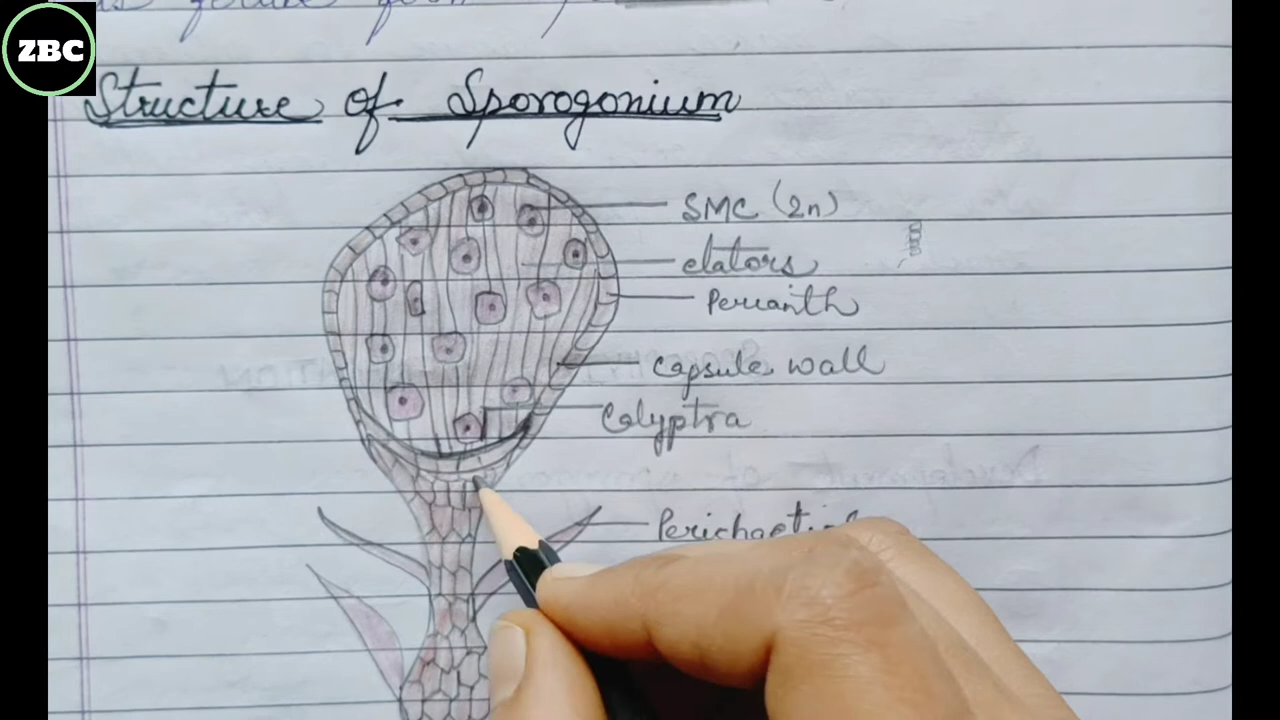 ZBC
Structure of Sporogonium
SMC (2n)
elators
Perianth
Capsule wall
Calyptra